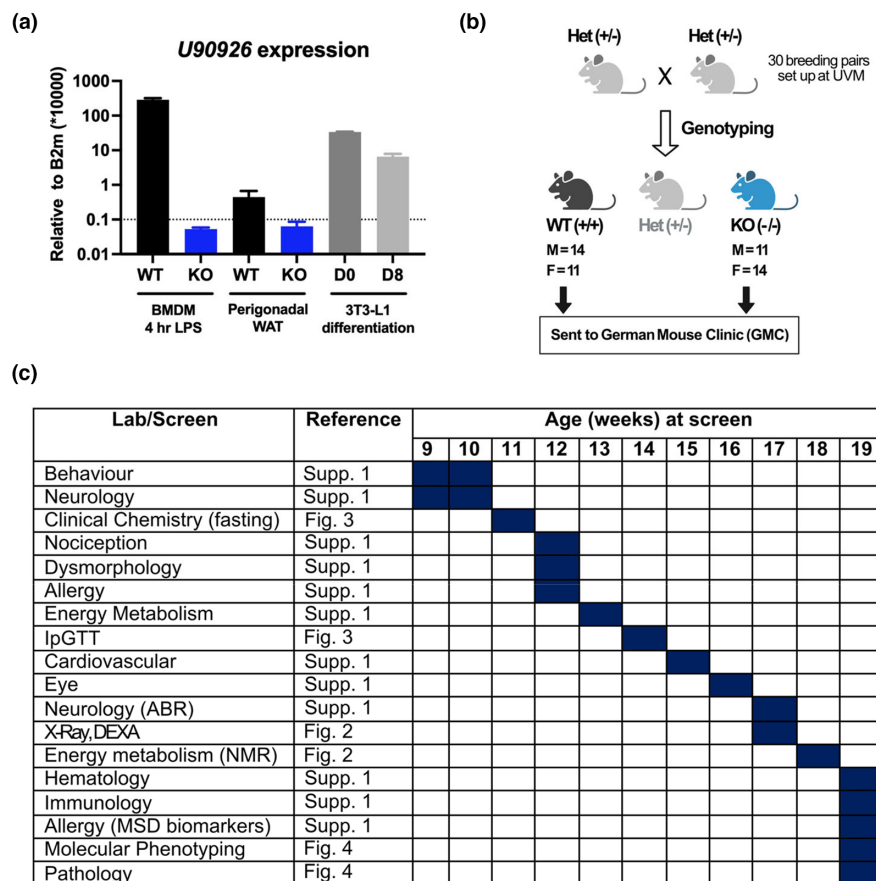 (a)
U90926 expression
Relative to B2m (*10000)
1000
100
10
1
0.1
0.01
WT KO WT KO D0 D8
BMDM
4 hr LPS
Perigonadal
WAT
3T3-L1
differentiation
(b)
Het (+/-) Het (+/-)
X
30 breeding pairs
set up at UVM
Genotyping
WT (+/+) Het (+/-) KO (-/-)
M = 14 M = 11
F = 11 F = 14
Sent to German Mouse Clinic (GMC)
(c)
Lab/Screen Reference Age (weeks) at screen
9 10 11 12 13 14 15 16 17 18 19
Behaviour Supp. 1
Neurology Supp. 1
Clinical Chemistry (fasting) Fig. 3
Nociception Supp. 1
Dysmorphology Supp. 1
Allergy Supp. 1
Energy Metabolism Supp. 1
IpGTT Fig. 3
Cardiovascular Supp. 1
Eye Supp. 1
Neurology (ABR) Supp. 1
X-Ray,DEXA Fig. 2
Energy metabolism (NMR) Fig. 2
Hematology Supp. 1
Immunology Supp. 1
Allergy (MSD biomarkers) Supp. 1
Molecular Phenotyping Fig. 4
Pathology Fig. 4